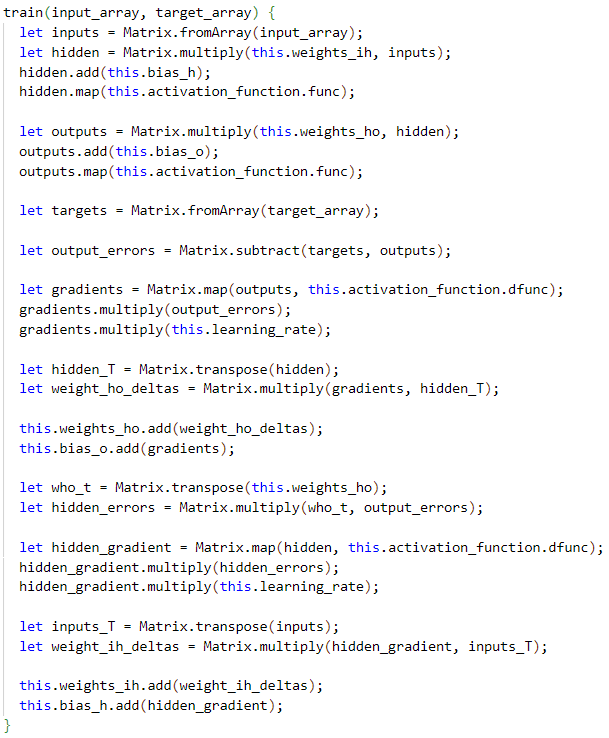 train(input_array, target_array) {
  let inputs = Matrix.fromArray(input_array);
  let hidden = Matrix.multiply(this.weights_ih, inputs);
  hidden.add(this.bias_h);
  hidden.map(this.activation_function.func);

  let outputs = Matrix.multiply(this.weights_ho, hidden);
  outputs.add(this.bias_o);
  outputs.map(this.activation_function.func);

  let targets = Matrix.fromArray(target_array);

  let output_errors = Matrix.subtract(targets, outputs);

  let gradients = Matrix.map(outputs, this.activation_function.dfunc);
  gradients.multiply(output_errors);
  gradients.multiply(this.learning_rate);

  let hidden_T = Matrix.transpose(hidden);
  let weight_ho_deltas = Matrix.multiply(gradients, hidden_T);

  this.weights_ho.add(weight_ho_deltas);
  this.bias_o.add(gradients);

  let who_t = Matrix.transpose(this.weights_ho);
  let hidden_errors = Matrix.multiply(who_t, output_errors);

  let hidden_gradient = Matrix.map(hidden, this.activation_function.dfunc);
  hidden_gradient.multiply(hidden_errors);
  hidden_gradient.multiply(this.learning_rate);

  let inputs_T = Matrix.transpose(inputs);
  let weight_ih_deltas = Matrix.multiply(hidden_gradient, inputs_T);

  this.weights_ih.add(weight_ih_deltas);
  this.bias_h.add(hidden_gradient);
}